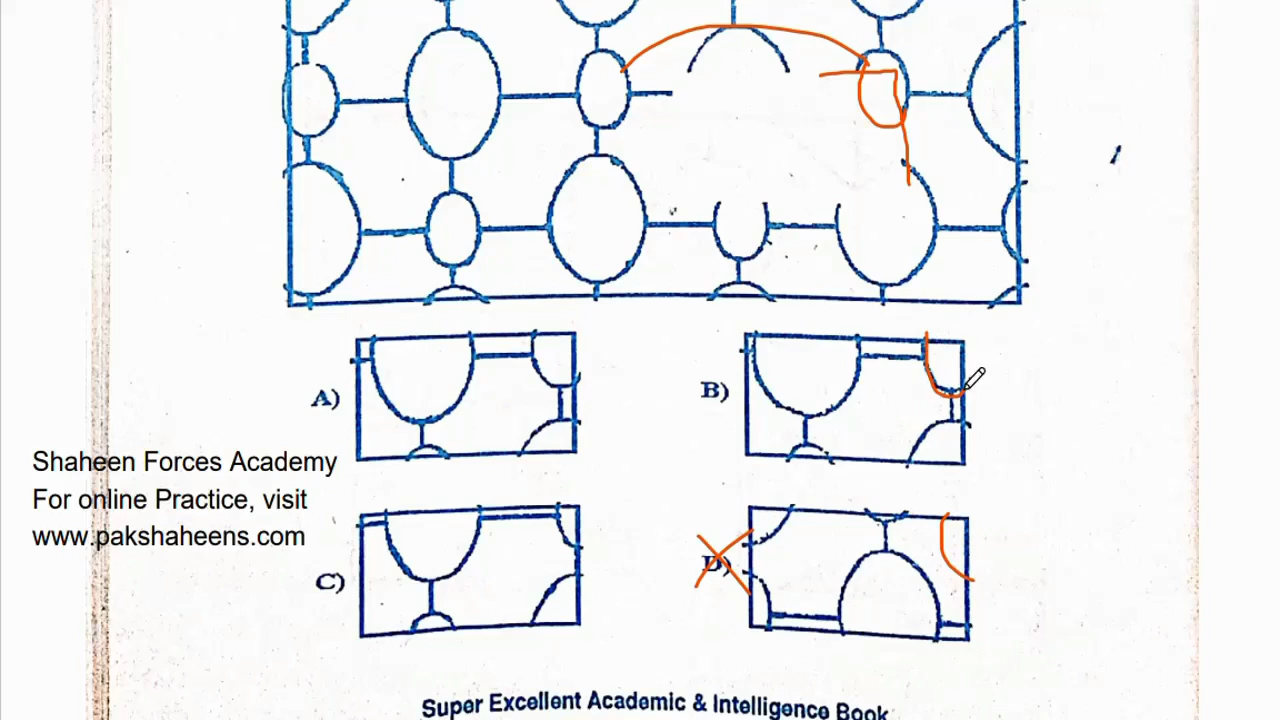 A)
B)
Shaheen Forces Academy
For online Practice, visit
www.pakshaheens.com
C)
D)
Super Excellent Academic & Intelligence Book